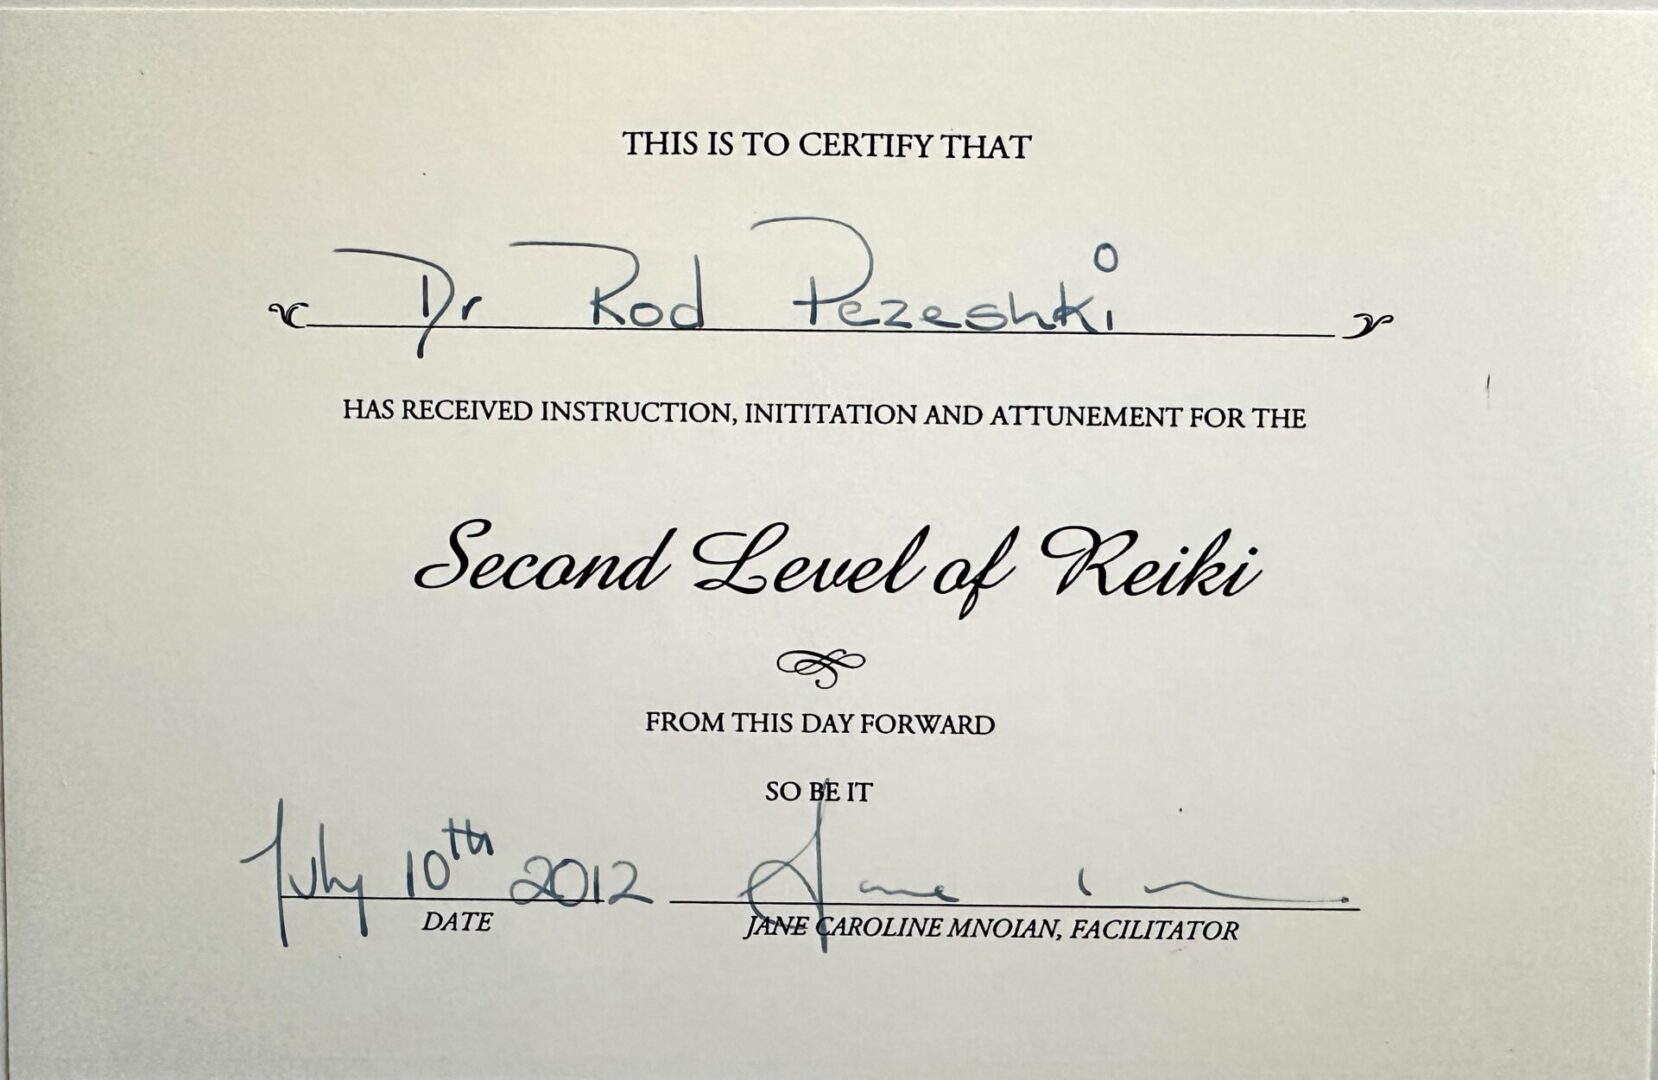 THIS IS TO CERTIFY THAT
Dr Rod Pezeshki
HAS RECEIVED INSTRUCTION, INITITATION AND ATTUNEMENT FOR THE
Second Level of Reiki
FROM THIS DAY FORWARD
SO BE IT
July 10th 2012 Jane
DATE JANE CAROLINE MNOIAN, FACILITATOR